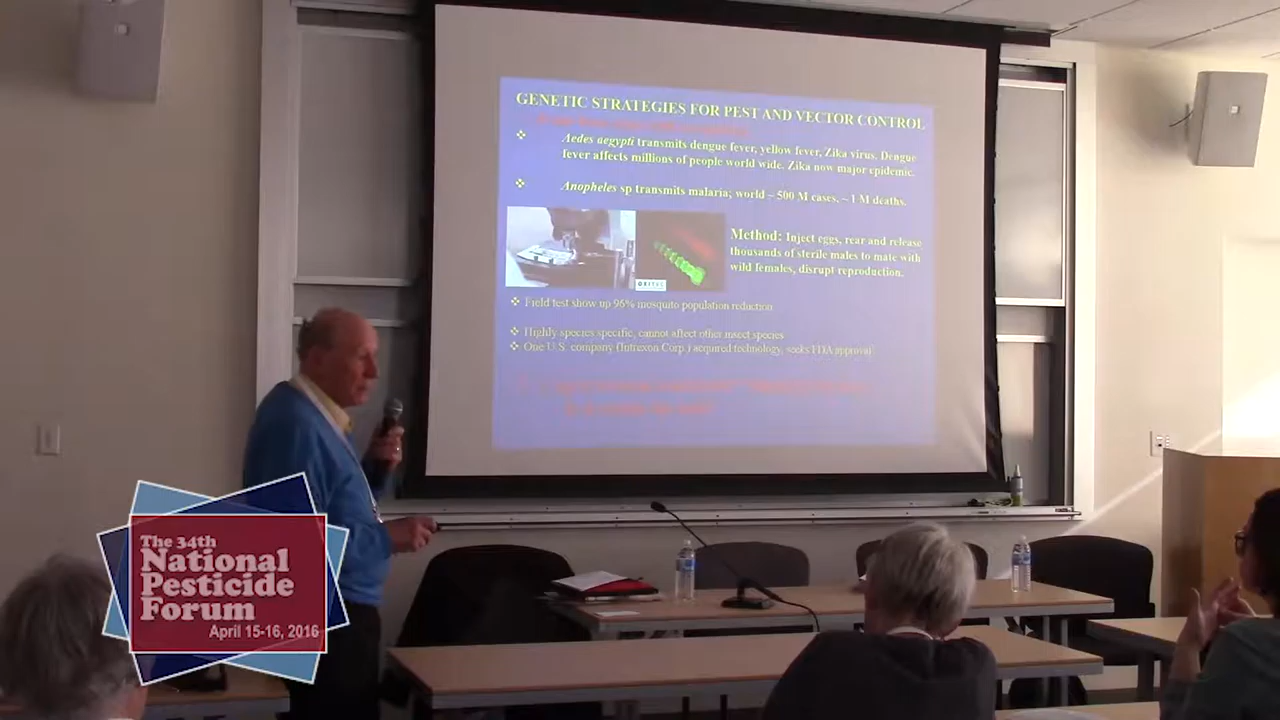 GENETIC STRATEGIES FOR PEST AND VECTOR CONTROL
❖ Aedes aegypti transmits dengue fever, yellow fever, Zika virus. Dengue
fever affects millions of people world wide. Zika now major epidemic.
❖ Anopheles sp transmits malaria; world ~ 500 M cases, ~ 1 M deaths.
Method: Inject eggs, rear and release
thousands of sterile males to mate with
wild females, disrupt reproduction.
OXITEC
❖ Field test show up 96% mosquito population reduction
❖ Highly species specific, cannot affect other insect species
❖ One U.S. company (Intrexon Corp.) acquired technology, seeks FDA approval
The 34th
National
Pesticide
Forum
April 15-16, 2016